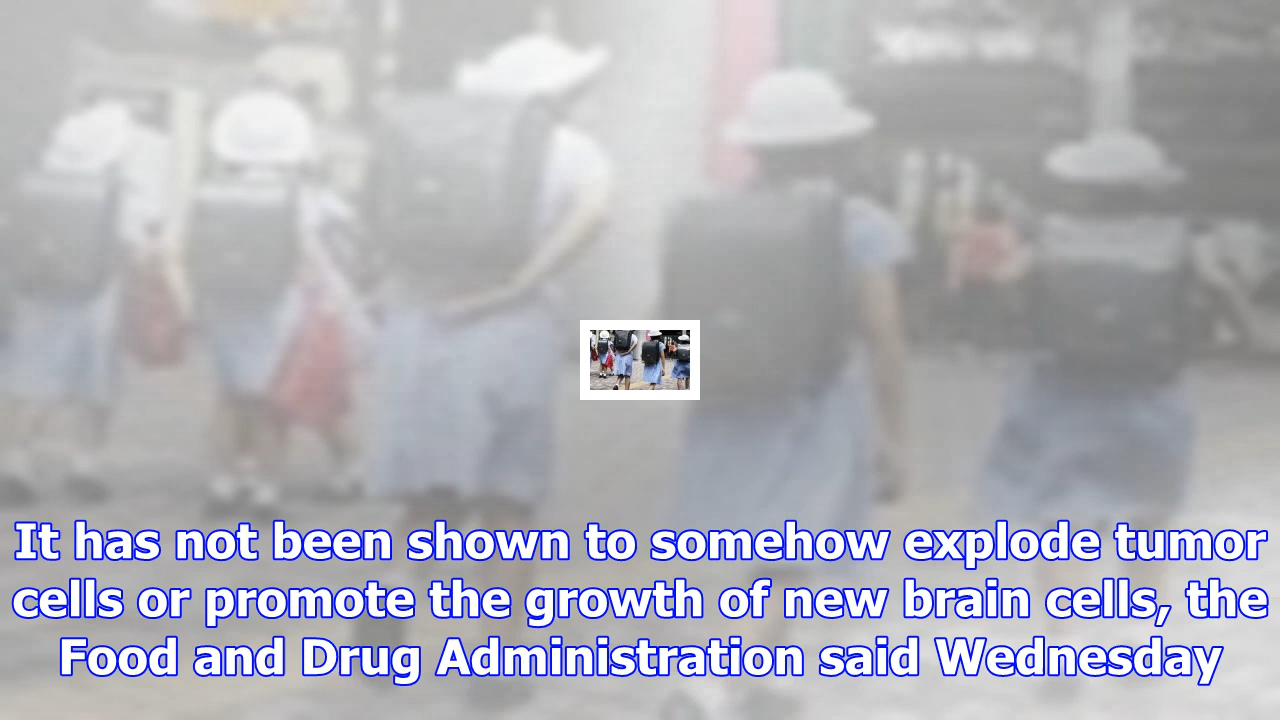 It has not been shown to somehow explode tumor
cells or promote the growth of new brain cells, the
Food and Drug Administration said Wednesday